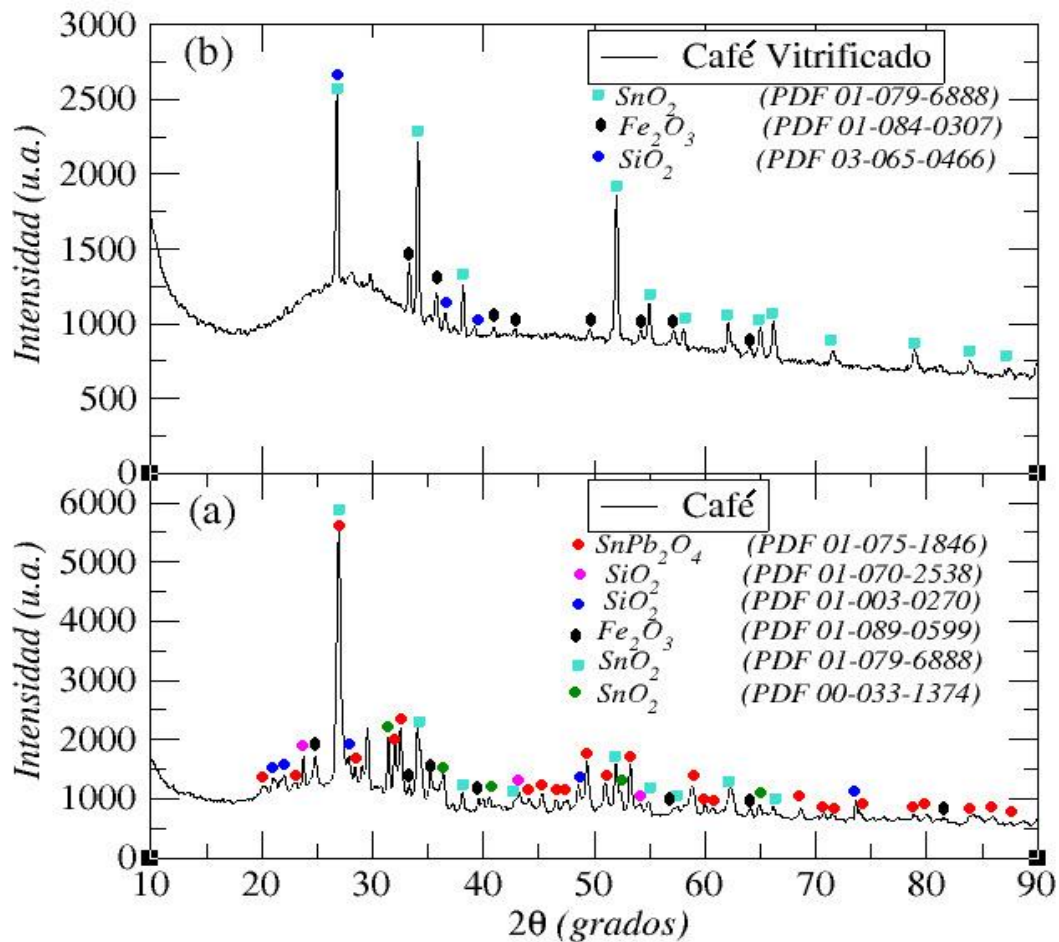 3000
2500
2000
1500
1000
500
0
Intensidad (u.a.)
(b)
Café Vitrificado
SnO2 (PDF 01-079-6888)
Fe2O3 (PDF 01-084-0307)
SiO2 (PDF 03-065-0466)
6000
5000
4000
3000
2000
1000
0
Intensidad (u.a.)
(a)
Café
SnPb2O4 (PDF 01-075-1846)
SiO2 (PDF 01-070-2538)
SiO2 (PDF 01-003-0270)
Fe2O3 (PDF 01-089-0599)
SnO2 (PDF 01-079-6888)
SnO2 (PDF 00-033-1374)
10 20 30 40 50 60 70 80 90
2θ (grados)